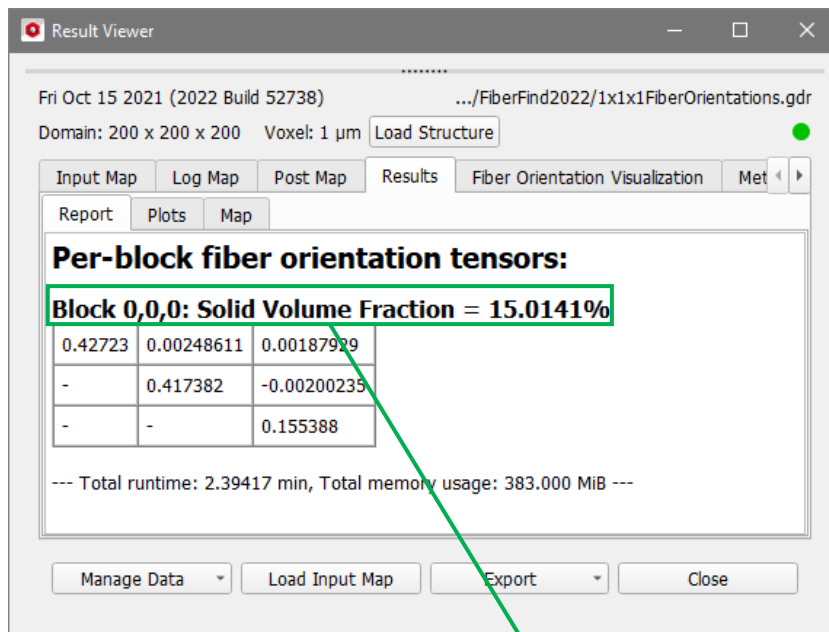 Result Viewer
Fri Oct 15 2021 (2022 Build 52738) .../FiberFind2022/1x1x1FiberOrientations.gdr
Domain: 200 x 200 x 200 Voxel: 1 µm Load Structure
Input Map Log Map Post Map Results Fiber Orientation Visualization Met
Report Plots Map
Per-block fiber orientation tensors:
Block 0,0,0: Solid Volume Fraction = 15.0141%
0.42723 0.00248611 0.00187929
- 0.417382 -0.00200235
- - 0.155388
--- Total runtime: 2.39417 min, Total memory usage: 383.000 MiB ---
Manage Data Load Input Map Export Close